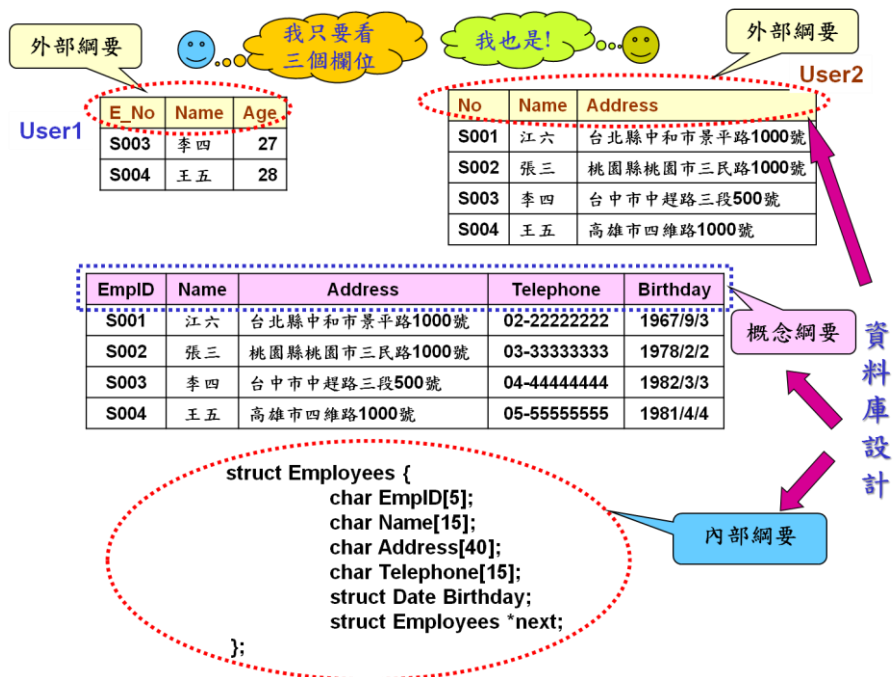 外部綱要
我只要看
三個欄位
我也是!
外部綱要
User2
User1
E_No Name Age
S003 李四 27
S004 王五 28
No Name Address
S001 江六 台北縣中和市景平路1000號
S002 張三 桃園縣桃園市三民路1000號
S003 李四 台中市中趕路三段500號
S004 王五 高雄市四維路1000號
EmpID Name Address Telephone Birthday
S001 江六 台北縣中和市景平路1000號 02-22222222 1967/9/3
S002 張三 桃園縣桃園市三民路1000號 03-33333333 1978/2/2
S003 李四 台中市中趕路三段500號 04-44444444 1982/3/3
S004 王五 高雄市四維路1000號 05-55555555 1981/4/4
概念綱要
資料庫設計
struct Employees {
char EmpID[5];
char Name[15];
char Address[40];
char Telephone[15];
struct Date Birthday;
struct Employees *next;
};
內部綱要